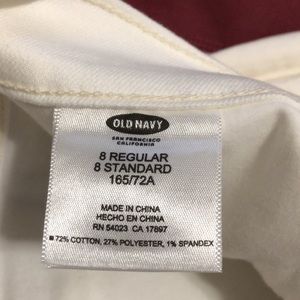 OLD NAVY
SAN FRANCISCO
CALIFORNIA
8 REGULAR
8 STANDARD
165/72A
MADE IN CHINA
HECHO EN CHINA
RN 54023 CA 17897
■ 72% COTTON, 27% POLYESTER, 1% SPANDEX